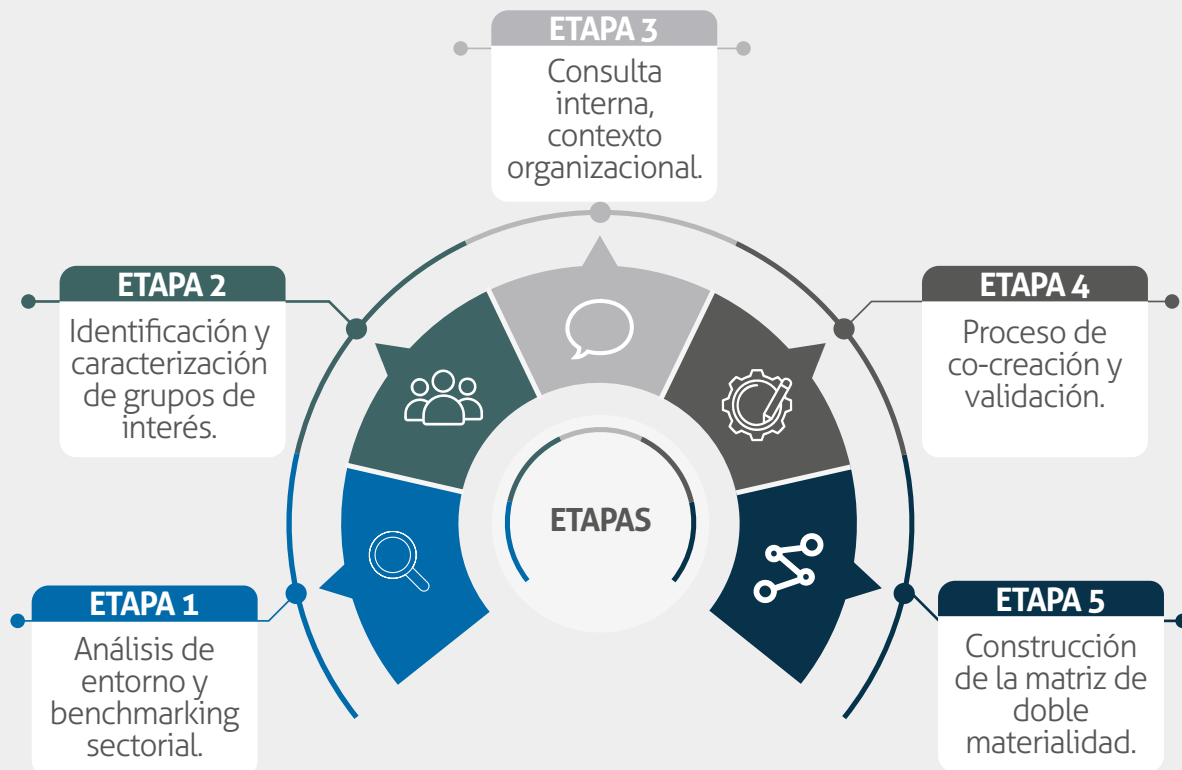 ETAPA 1
Análisis de
entorno y
benchmarking
sectorial.
ETAPA 2
Identificación y
caracterización
de grupos de
interés.
ETAPA 3
Consulta
interna,
contexto
organizacional.
ETAPA 4
Proceso de
co-creación y
validación.
ETAPA 5
Construcción
de la matriz de
doble
materialidad.
ETAPAS